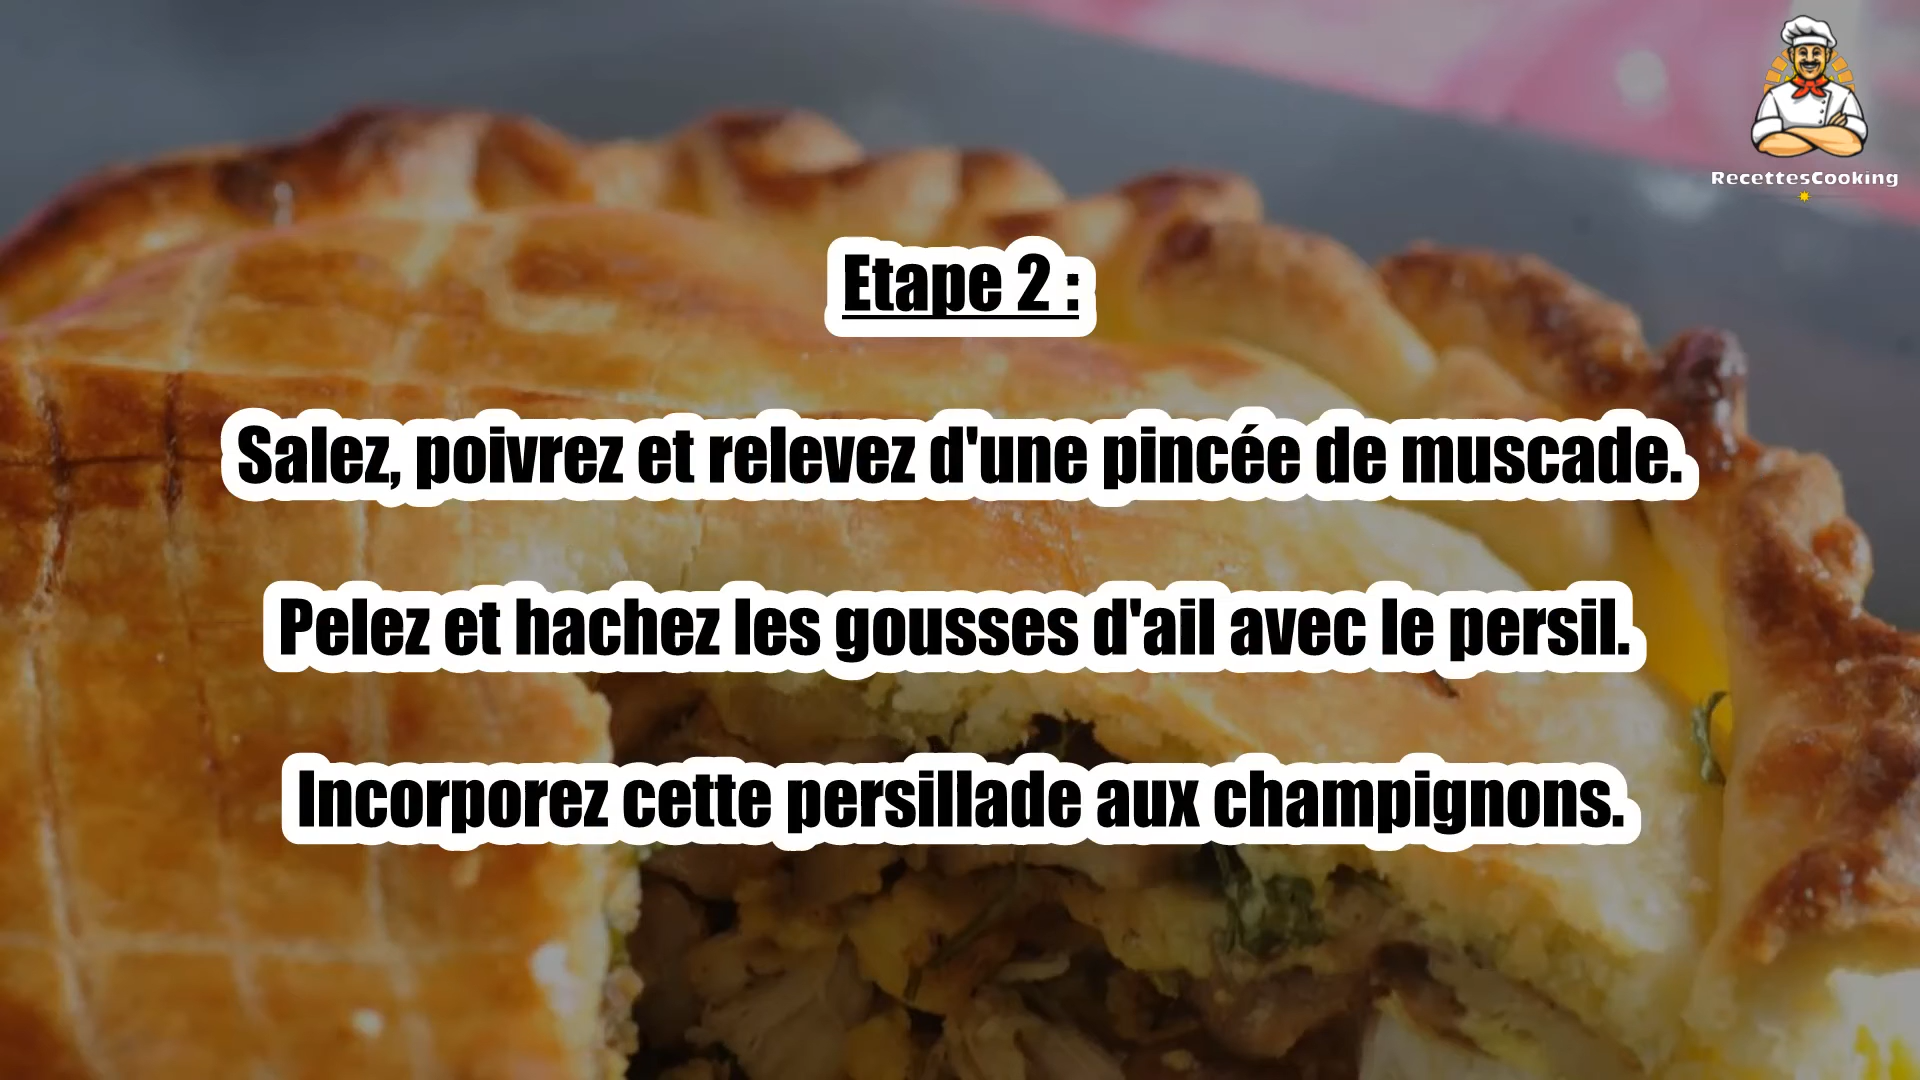 RecettesCooking
Etape 2 :
Salez, poivrez et relevez d'une pincée de muscade.
Pelez et hachez les gousses d'ail avec le persil.
Incorporez cette persillade aux champignons.